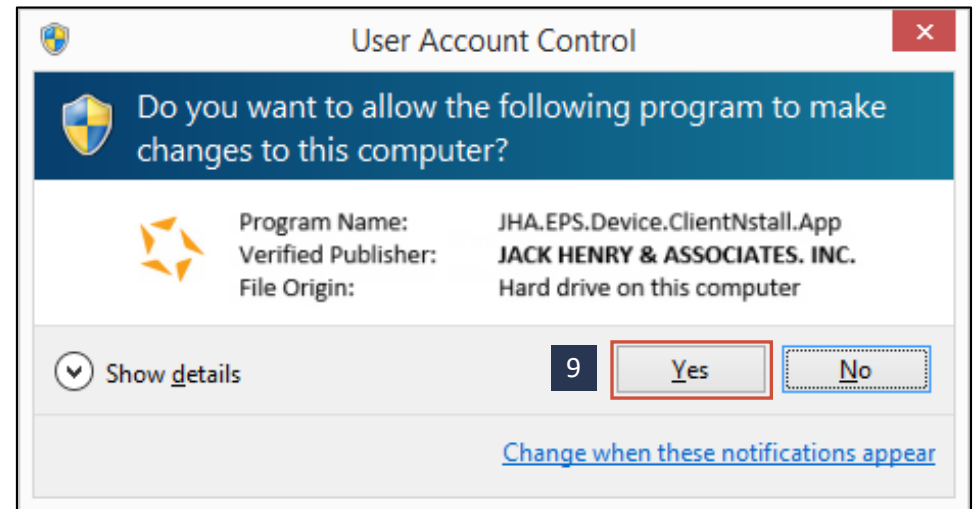 User Account Control
Do you want to allow the following program to make
changes to this computer?
Program Name: JHA.EPS.Device.ClientNstall.App
Verified Publisher: JACK HENRY & ASSOCIATES. INC.
File Origin: Hard drive on this computer
Show details 9 Yes No
Change when these notifications appear